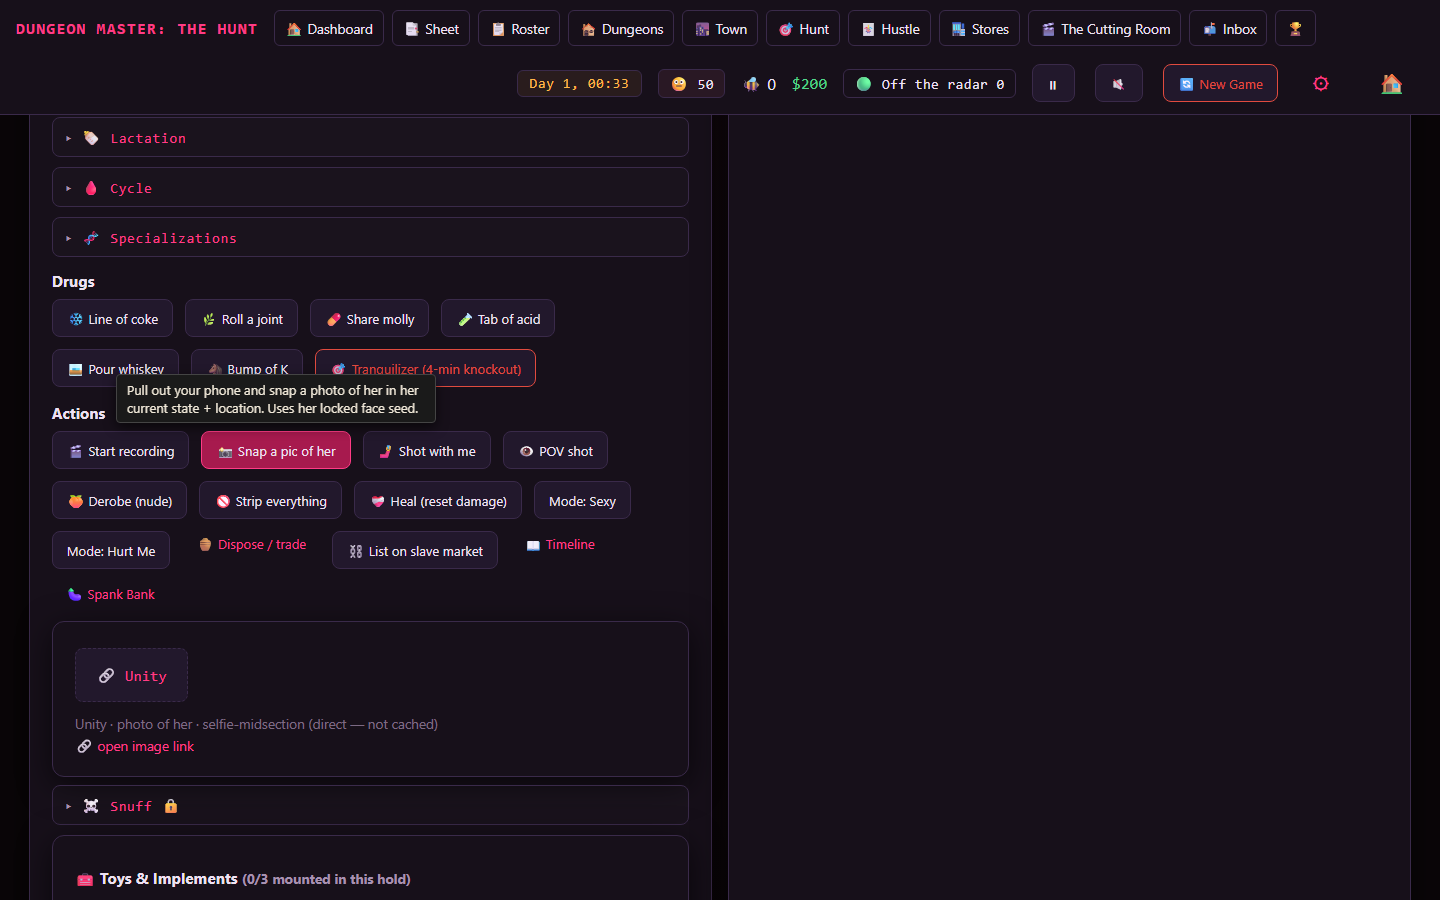 DUNGEON MASTER: THE HUNT
Dashboard
Sheet
Roster
Dungeons
Town
Hunt
Hustle
Stores
The Cutting Room
Inbox
Day 1, 00:33
50
0
$200
Off the radar 0
New Game
Lactation
Cycle
Specializations
Drugs
Line of coke
Roll a joint
Share molly
Tab of acid
Pour whiskey
Bump of K
Tranquilizer (4-min knockout)
Pull out your phone and snap a photo of her in her
current state + location. Uses her locked face seed.
Actions
Start recording
Snap a pic of her
Shot with me
POV shot
Derobe (nude)
Strip everything
Heal (reset damage)
Mode: Sexy
Mode: Hurt Me
Dispose / trade
List on slave market
Timeline
Spank Bank
Unity
Unity · photo of her · selfie-midsection (direct — not cached)
open image link
Snuff
Toys & Implements (0/3 mounted in this hold)